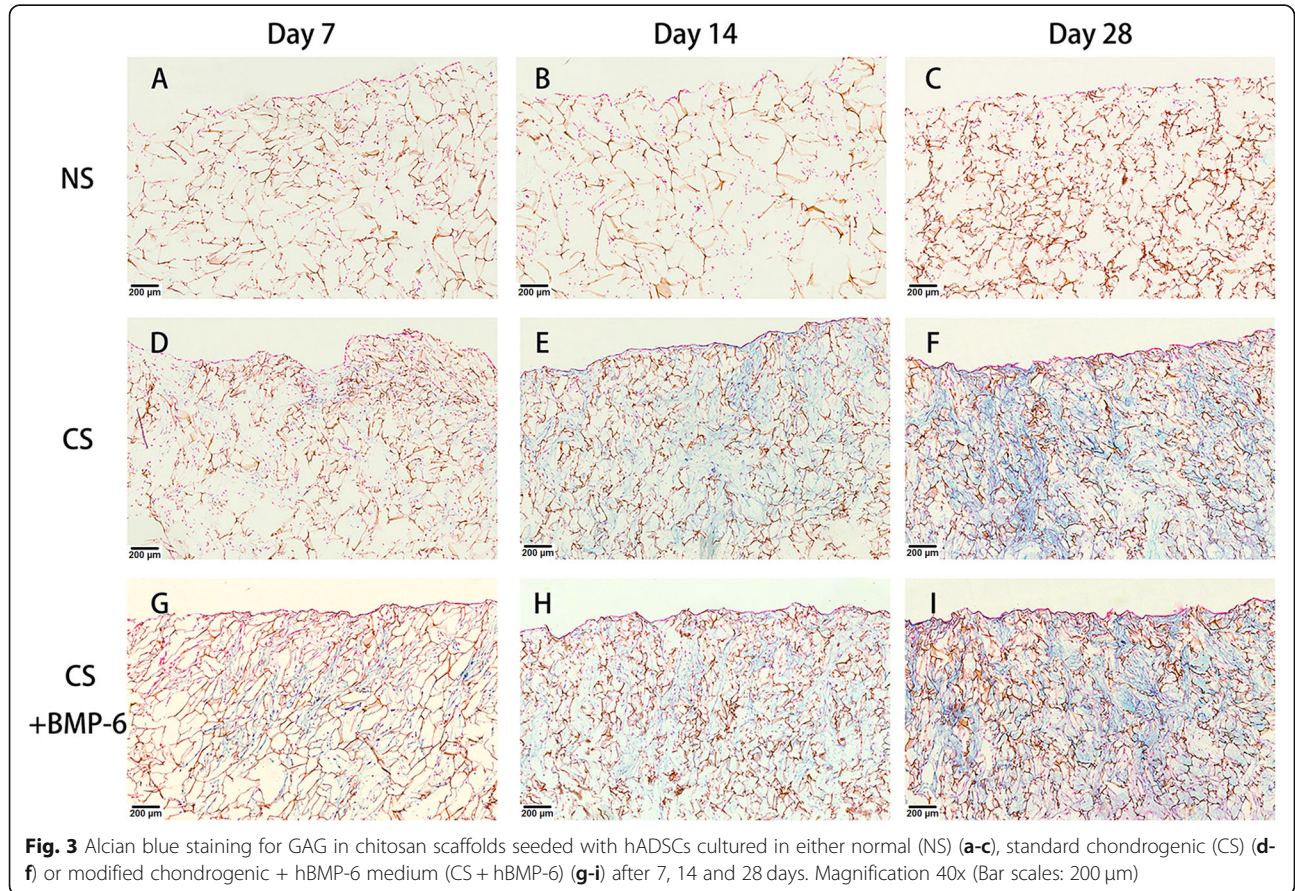 Day 7 Day 14 Day 28
A B C
NS
200 µm 200 µm 200 µm
D E F
CS
200 µm 200 µm 200 µm
G H I
CS
+BMP-6
200 µm 200 µm 200 µm
Fig. 3 Alcian blue staining for GAG in chitosan scaffolds seeded with hADSCs cultured in either normal (NS) (a-c), standard chondrogenic (CS) (d-
f) or modified chondrogenic + hBMP-6 medium (CS + hBMP-6) (g-i) after 7, 14 and 28 days. Magnification 40x (Bar scales: 200 µm)